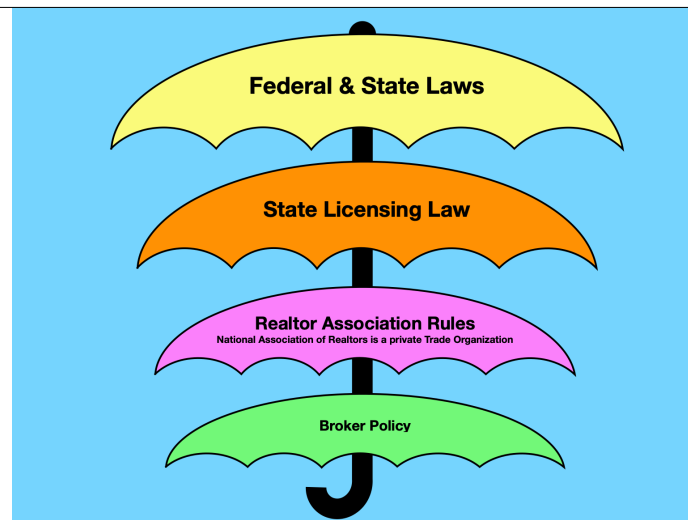 Federal & State Laws
State Licensing Law
Realtor Association Rules
National Association of Realtors is a private Trade Organization
Broker Policy